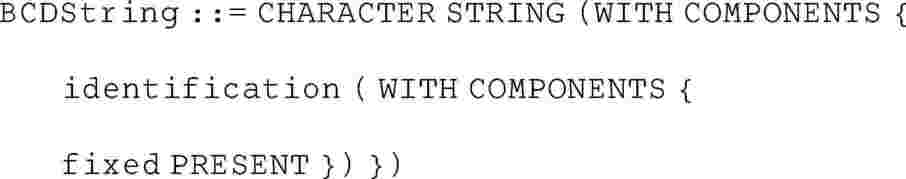 BCDString ::= CHARACTER STRING (WITH COMPONENTS {
identification ( WITH COMPONENTS {
fixed PRESENT }) })